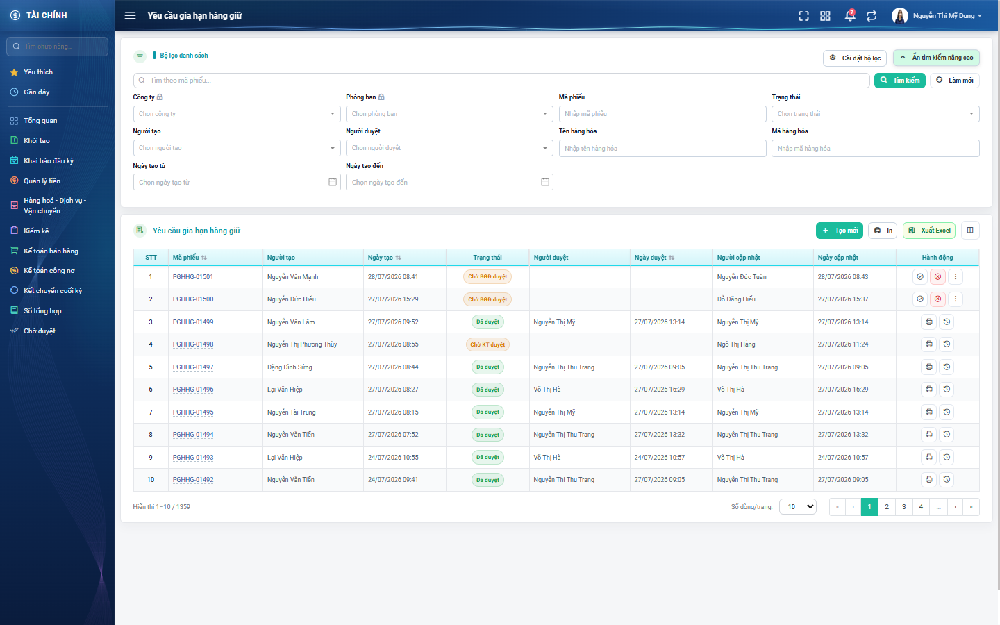 TÀI CHÍNH
Yêu cầu gia hạn hàng giữ
7
Nguyễn Thị Mỹ Dung
Tìm chức năng...
Yêu thích
Gần đây
Tổng quan
Khởi tạo
Khai báo đầu kỳ
Quản lý tiền
Hàng hoá - Dịch vụ -
Vận chuyển
Kiểm kê
Kế toán bán hàng
Kế toán công nợ
Kết chuyển cuối kỳ
Sổ tổng hợp
Chờ duyệt
Bộ lọc danh sách
Cài đặt bộ lọc
Ẩn tìm kiếm nâng cao
Tìm theo mã phiếu...
Tìm kiếm
Làm mới
Công ty
Phòng ban
Mã phiếu
Trạng thái
Chọn công ty
Chọn phòng ban
Nhập mã phiếu
Chọn trạng thái
Người tạo
Người duyệt
Tên hàng hóa
Mã hàng hóa
Chọn người tạo
Chọn người duyệt
Nhập tên hàng hóa
Nhập mã hàng hóa
Ngày tạo từ
Ngày tạo đến
Chọn ngày tạo từ
Chọn ngày tạo đến
Yêu cầu gia hạn hàng giữ
Tạo mới
In
Xuất Excel
STT Mã phiếu Người tạo Ngày tạo Trạng thái Người duyệt Ngày duyệt Người cập nhật Ngày cập nhật Hành động
1 PGHHG-01501 Nguyễn Văn Mạnh 28/07/2026 08:41 Chờ BGĐ duyệt Nguyễn Đức Tuân 28/07/2026 08:43
2 PGHHG-01500 Nguyễn Đức Hiếu 27/07/2026 15:29 Chờ BGĐ duyệt Đỗ Đăng Hiếu 27/07/2026 15:37
3 PGHHG-01499 Nguyễn Văn Lâm 27/07/2026 09:52 Đã duyệt Nguyễn Thị Mỹ 27/07/2026 13:14 Nguyễn Thị Mỹ 27/07/2026 13:14
4 PGHHG-01498 Nguyễn Thị Phương Thùy 27/07/2026 08:55 Chờ KT duyệt Ngô Thị Hằng 27/07/2026 11:24
5 PGHHG-01497 Đặng Đình Sứng 27/07/2026 08:44 Đã duyệt Nguyễn Thị Thu Trang 27/07/2026 09:05 Nguyễn Thị Thu Trang 27/07/2026 09:05
6 PGHHG-01496 Lại Văn Hiệp 27/07/2026 08:27 Đã duyệt Võ Thị Hà 27/07/2026 16:29 Võ Thị Hà 27/07/2026 16:29
7 PGHHG-01495 Nguyễn Tài Trung 27/07/2026 08:15 Đã duyệt Nguyễn Thị Mỹ 27/07/2026 13:14 Nguyễn Thị Mỹ 27/07/2026 13:14
8 PGHHG-01494 Nguyễn Văn Tiến 27/07/2026 07:52 Đã duyệt Nguyễn Thị Thu Trang 27/07/2026 13:32 Nguyễn Thị Thu Trang 27/07/2026 13:32
9 PGHHG-01493 Lại Văn Hiệp 24/07/2026 10:55 Đã duyệt Võ Thị Hà 24/07/2026 10:57 Võ Thị Hà 24/07/2026 10:57
10 PGHHG-01492 Nguyễn Văn Tiến 24/07/2026 09:41 Đã duyệt Nguyễn Thị Thu Trang 27/07/2026 09:05 Nguyễn Thị Thu Trang 27/07/2026 09:05
Hiển thị 1–10 / 1359
Số dòng/trang: 10
« ‹ 1 2 3 4 ... › »